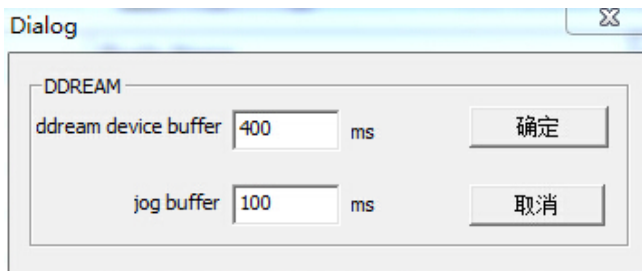 Dialog
DDREAM
ddream device buffer 400 ms 确定
jog buffer 100 ms 取消